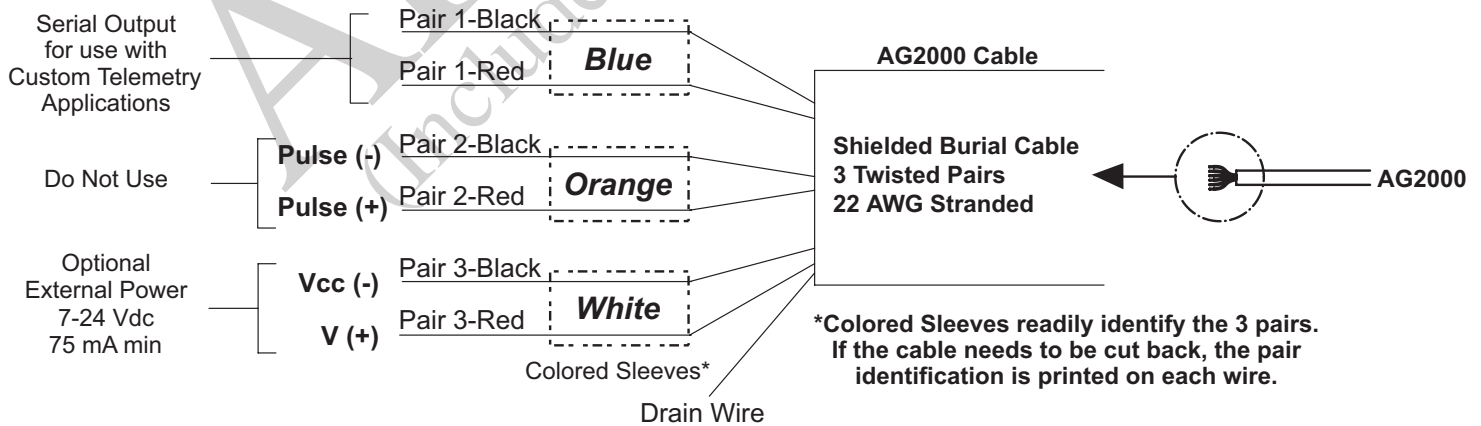 Serial Output
for use with
Custom Telemetry
Applications
Pair 1-Black
Pair 1-Red
Blue
Do Not Use
Pulse (-)
Pulse (+)
Pair 2-Black
Pair 2-Red
Orange
Optional
External Power
7-24 Vdc
75 mA min
Vcc (-)
V (+)
Pair 3-Black
Pair 3-Red
White
Colored Sleeves*
Drain Wire
AG2000 Cable
Shielded Burial Cable
3 Twisted Pairs
22 AWG Stranded
AG2000
*Colored Sleeves readily identify the 3 pairs.
If the cable needs to be cut back, the pair
identification is printed on each wire.
(Include